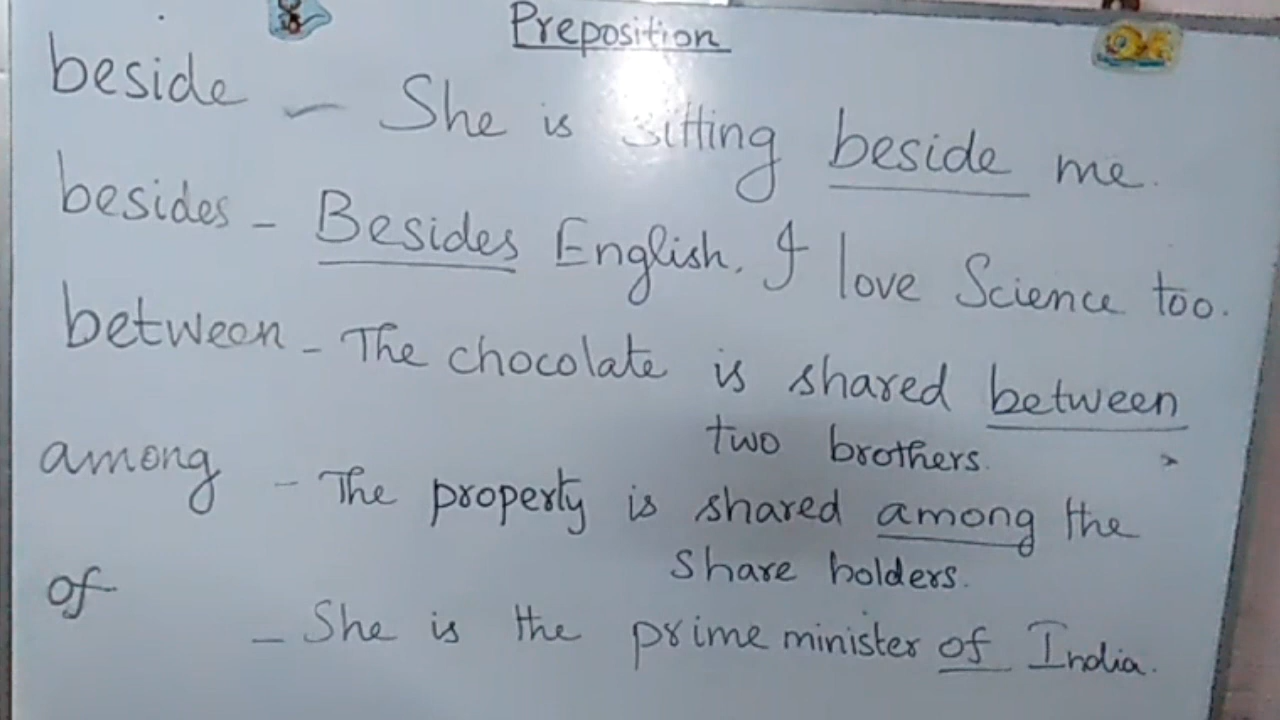 Preposition
beside - She is sitting beside me.
besides - Besides English, I love Science too.
between - The chocolate is shared between
two brothers.
among - The property is shared among the
share holders.
of - She is the prime minister of India.